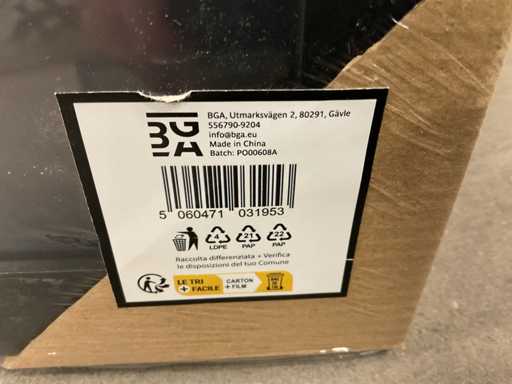 BGA
BGA, Utmarksvägen 2, 80291, Gävle
556790-9204
info@bga.eu
Made in China
Batch: PO00608A
5 060471 031953
4 21 22
LDPE PAP PAP
Raccolta differenziata + Verifica
le disposizioni del tuo Comune
LE TRI
+ FACILE
CARTON
+ FILM